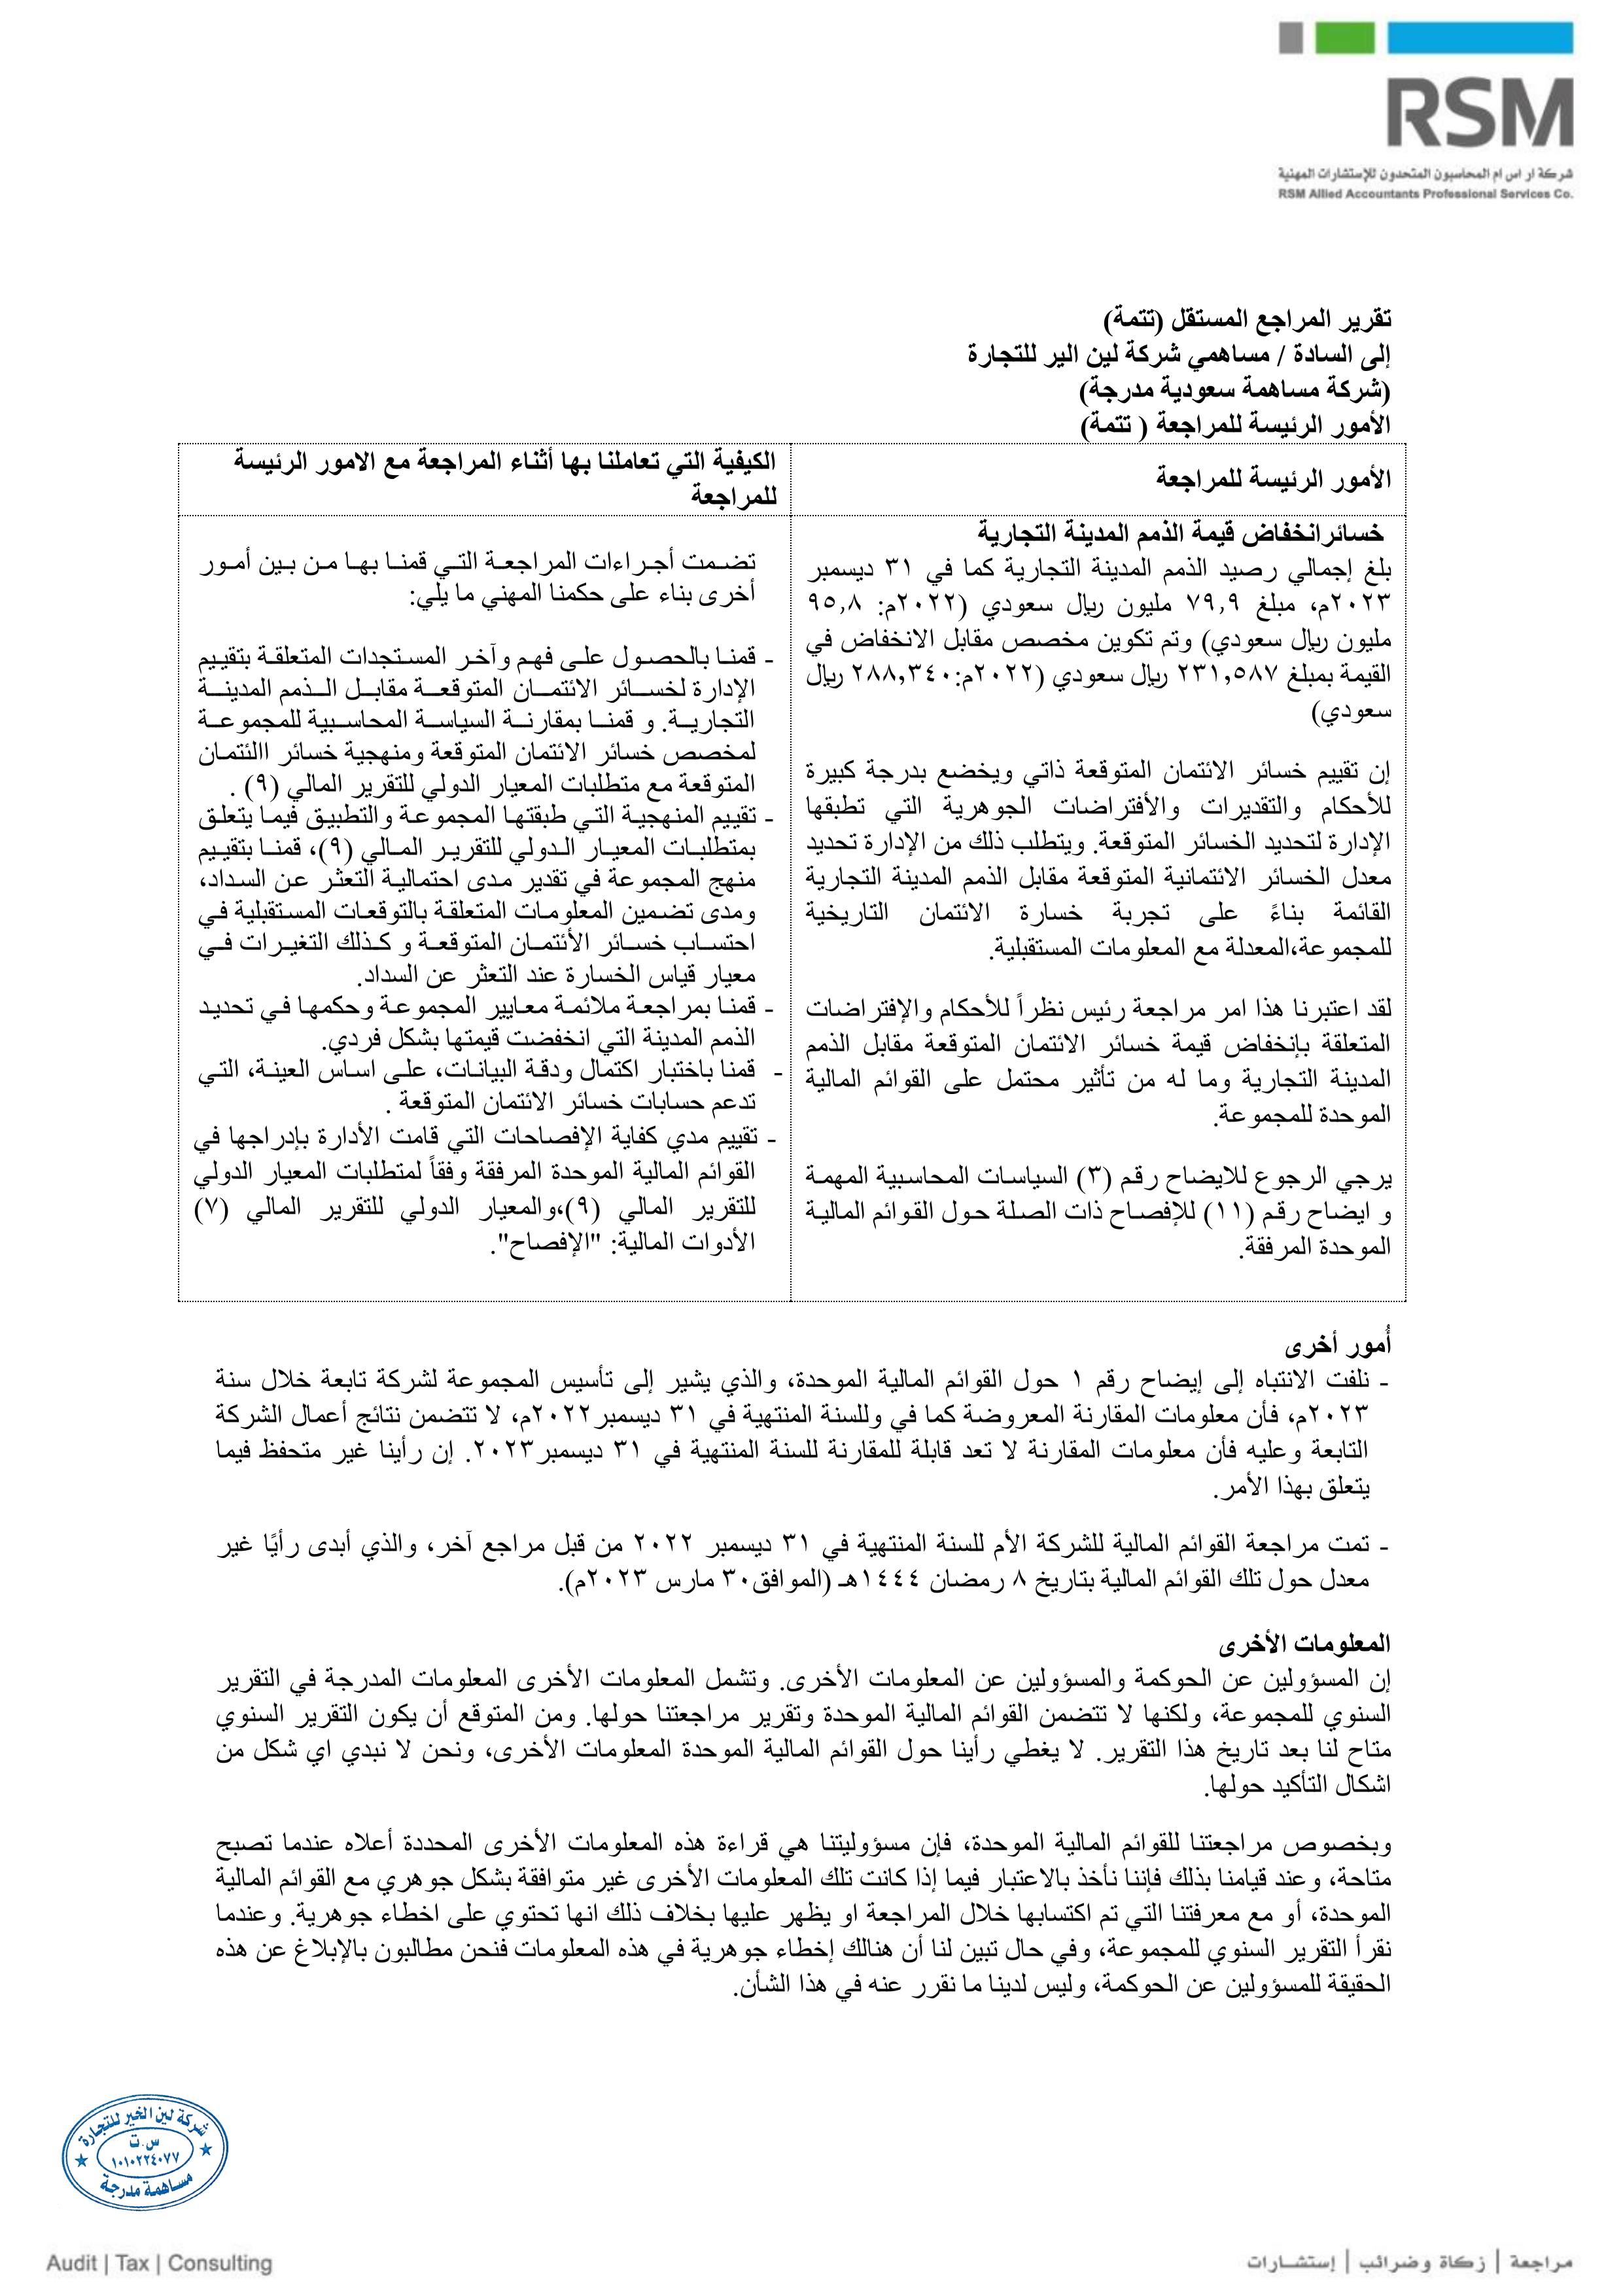 RSM
شركة ار اس ام المحاسبون المتحدون للإستشارات المهنية
RSM Allied Accountants Professional Services Co.
تقرير المراجع المستقل (تتمة)
إلى السادة / مساهمي شركة لين الير للتجارة
(شركة مساهمة سعودية مدرجة)
الأمور الرئيسة للمراجعة ( تتمة)
الأمور الرئيسة للمراجعة
الكيفية التي تعاملنا بها أثناء المراجعة مع الامور الرئيسة
للمراجعة
خسائرانخفاض قيمة الذمم المدينة التجارية
بلغ إجمالي رصيد الذمم المدينة التجارية كما في ٣١ ديسمبر
٢٠٢٣م، مبلغ ٧٩,٩ مليون ريال سعودي (٢٠٢٢م: ٩٥,٨
مليون ريال سعودي) وتم تكوين مخصص مقابل الانخفاض في
القيمة بمبلغ ٢٣١,٥٨٧ ريال سعودي (٢٠٢٢م:٢٨٨,٣٤٠ ريال
سعودي)
إن تقييم خسائر الائتمان المتوقعة ذاتي ويخضع بدرجة كبيرة
للأحكام والتقديرات والأفتراضات الجوهرية التي تطبقها
الإدارة لتحديد الخسائر المتوقعة. ويتطلب ذلك من الإدارة تحديد
معدل الخسائر الائتمانية المتوقعة مقابل الذمم المدينة التجارية
القائمة بناءً على تجربة خسارة الائتمان التاريخية
للمجموعة،المعدلة مع المعلومات المستقبلية.
لقد اعتبرنا هذا امر مراجعة رئيس نظراً للأحكام والإفتراضات
المتعلقة بإنخفاض قيمة خسائر الائتمان المتوقعة مقابل الذمم
المدينة التجارية وما له من تأثير محتمل على القوائم المالية
الموحدة للمجموعة.
يرجي الرجوع للايضاح رقم (٣) السياسات المحاسبية المهمة
و ايضاح رقم (١١) للإفصاح ذات الصلة حول القوائم المالية
الموحدة المرفقة.
تضمت أجراءات المراجعة التي قمنا بها من بين أمور
أخرى بناء على حكمنا المهني ما يلي:
- قمنا بالحصول على فهم وآخر المستجدات المتعلقة بتقييم
الإدارة لخسائر الائتمان المتوقعة مقابل الذمم المدينة
التجارية. و قمنا بمقارنة السياسة المحاسبية للمجموعة
لمخصص خسائر الائتمان المتوقعة ومنهجية خسائر االئتمان
المتوقعة مع متطلبات المعيار الدولي للتقرير المالي (٩) .
- تقييم المنهجية التي طبقتها المجموعة والتطبيق فيما يتعلق
بمتطلبات المعيار الدولي للتقرير المالي (٩)، قمنا بتقييم
منهج المجموعة في تقدير مدى احتمالية التعثر عن السداد،
ومدى تضمين المعلومات المتعلقة بالتوقعات المستقبلية في
احتساب خسائر الأئتمان المتوقعة و كذلك التغيرات في
معيار قياس الخسارة عند التعثر عن السداد.
- قمنا بمراجعة ملائمة معايير المجموعة وحكمها في تحديد
الذمم المدينة التي انخفضت قيمتها بشكل فردي.
- قمنا باختبار اكتمال ودقة البيانات، على اساس العينة، التي
تدعم حسابات خسائر الائتمان المتوقعة .
- تقييم مدي كفاية الإفصاحات التي قامت الأدارة بإدراجها في
القوائم المالية الموحدة المرفقة وفقاً لمتطلبات المعيار الدولي
للتقرير المالي (٩)،والمعيار الدولي للتقرير المالي (٧)
الأدوات المالية: "الإفصاح".
أُمور أخرى
- نلفت الانتباه إلى إيضاح رقم ١ حول القوائم المالية الموحدة، والذي يشير إلى تأسيس المجموعة لشركة تابعة خلال سنة
٢٠٢٣م، فأن معلومات المقارنة المعروضة كما في وللسنة المنتهية في ٣١ ديسمبر٢٠٢٢م، لا تتضمن نتائج أعمال الشركة
التابعة وعليه فأن معلومات المقارنة لا تعد قابلة للمقارنة للسنة المنتهية في ٣١ ديسمبر٢٠٢٣. إن رأينا غير متحفظ فيما
يتعلق بهذا الأمر.
- تمت مراجعة القوائم المالية للشركة الأم للسنة المنتهية في ٣١ ديسمبر ٢٠٢٢ من قبل مراجع آخر، والذي أبدى رأيًا غير
معدل حول تلك القوائم المالية بتاريخ ٨ رمضان ١٤٤٤هـ (الموافق٣٠ مارس ٢٠٢٣م).
المعلومات الأخرى
إن المسؤولين عن الحوكمة والمسؤولين عن المعلومات الأخرى. وتشمل المعلومات الأخرى المعلومات المدرجة في التقرير
السنوي للمجموعة، ولكنها لا تتضمن القوائم المالية الموحدة وتقرير مراجعتنا حولها. ومن المتوقع أن يكون التقرير السنوي
متاح لنا بعد تاريخ هذا التقرير. لا يغطي رأينا حول القوائم المالية الموحدة المعلومات الأخرى، ونحن لا نبدي اي شكل من
اشكال التأكيد حولها.
وبخصوص مراجعتنا للقوائم المالية الموحدة، فإن مسؤوليتنا هي قراءة هذه المعلومات الأخرى المحددة أعلاه عندما تصبح
متاحة، وعند قيامنا بذلك فإننا نأخذ بالاعتبار فيما إذا كانت تلك المعلومات الأخرى غير متوافقة بشكل جوهري مع القوائم المالية
الموحدة، أو مع معرفتنا التي تم اكتسابها خلال المراجعة او يظهر عليها بخلاف ذلك انها تحتوي على اخطاء جوهرية. وعندما
نقرأ التقرير السنوي للمجموعة، وفي حال تبين لنا أن هنالك إخطاء جوهرية في هذه المعلومات فنحن مطالبون بالإبلاغ عن هذه
الحقيقة للمسؤولين عن الحوكمة، وليس لدينا ما نقرر عنه في هذا الشأن.
شركة لين الخير للتجارة
س.ت
١٠١٠٢٢٤٠٧٧
مساهمة مدرجة
Audit | Tax | Consulting
مراجعة | زكاة وضرائب | إستشارات